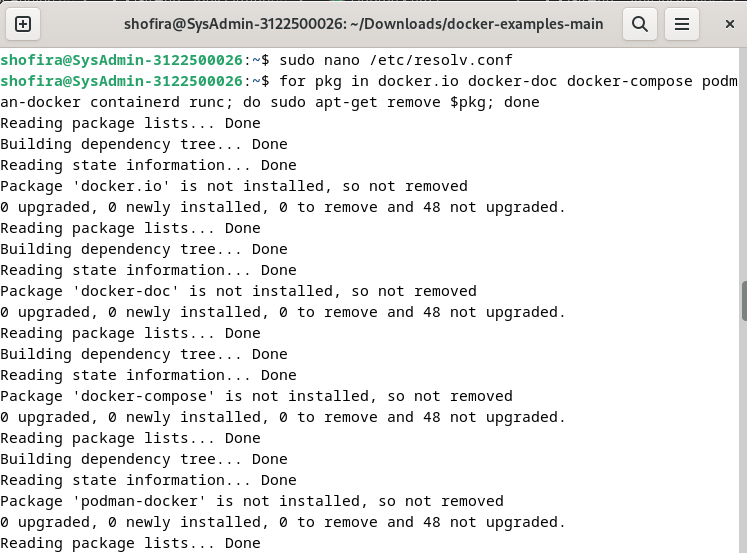 shofira@SysAdmin-3122500026: ~/Downloads/docker-examples-main
shofira@SysAdmin-3122500026:~$ sudo nano /etc/resolv.conf
shofira@SysAdmin-3122500026:~$ for pkg in docker.io docker-doc docker-compose podm
an-docker containerd runc; do sudo apt-get remove $pkg; done
Reading package lists... Done
Building dependency tree... Done
Reading state information... Done
Package 'docker.io' is not installed, so not removed
0 upgraded, 0 newly installed, 0 to remove and 48 not upgraded.
Reading package lists... Done
Building dependency tree... Done
Reading state information... Done
Package 'docker-doc' is not installed, so not removed
0 upgraded, 0 newly installed, 0 to remove and 48 not upgraded.
Reading package lists... Done
Building dependency tree... Done
Reading state information... Done
Package 'docker-compose' is not installed, so not removed
0 upgraded, 0 newly installed, 0 to remove and 48 not upgraded.
Reading package lists... Done
Building dependency tree... Done
Reading state information... Done
Package 'podman-docker' is not installed, so not removed
0 upgraded, 0 newly installed, 0 to remove and 48 not upgraded.
Reading package lists... Done